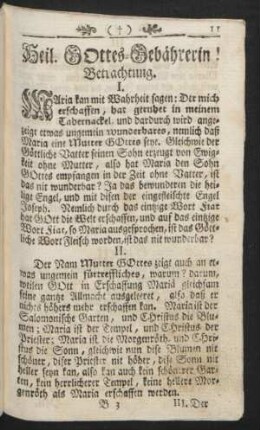 ( † ) 11
Heil. GOttes-Gebährerin!
Betrachtung.
I.
MAria kan mit Wahrheit sagen: Der mich
erschaffen, hat geruhet in meinem
Tabernackel. und dardurch wird ange-
zeigt etwas ungemein wunderbares, nemlich daß
Maria eine Mutter GOttes seye. Gleichwie der
Göttliche Vatter seinen Sohn erzeugt von Ewig-
keit ohne Mutter, also hat Maria den Sohn
GOttes empfangen in der Zeit ohne Vatter, ist
das nit wunderbar? Ja das bewunderen die hei-
lige Engel, und mit disen der eingefleischte Engel
Joseph. Nemlich durch das eintzige Wort Fiat
hat GOtt die Welt erschaffen, und auf das eintzige
Wort Fiat, so Maria ausgesprochen, ist das Gött-
liche Wort Fleisch worden, ist das nit wunderbar?
II.
Der Nam Mutter GOttes zeigt auch an et-
was ungemein fürtrefliches, warum? darum,
weilen GOtt in Erschaffung Mariä gleichsam
seine gantze Allmacht ausgeleeret, also daß er
nichts höhers mehr erschaffen kan. Maria ist der
Salomonische Garten, und CHristus die Blu-
men; Maria ist der Tempel, und CHristus der
Priester; Maria ist die Morgenröth, und CHri-
stus die Sonn, gleichwie nun dise Blumen nit
schöner, diser Priester nit höher, dise Sonn nit
heller seyn kan, also kan auch kein schönerer Gar-
ten, kein herrlicherer Tempel, keine hellere Mor-
genröth als Maria erschaffen werden.
B 3 III. Der